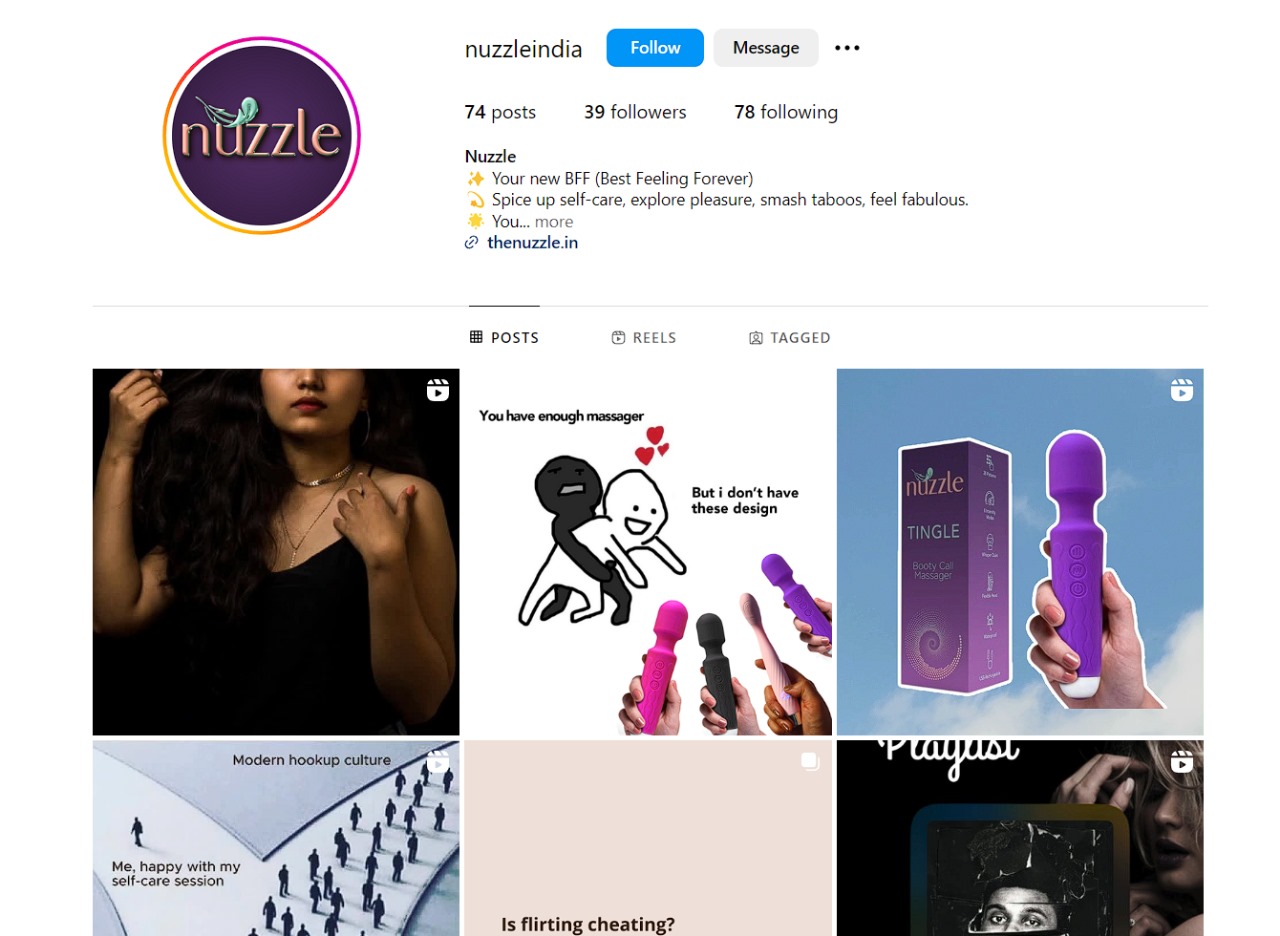 nuzzleindia
Follow
Message
74 posts
39 followers
78 following
nuzzle
Nuzzle
✨ Your new BFF (Best Feeling Forever)
💫 Spice up self-care, explore pleasure, smash taboos, feel fabulous.
🌟 You... more
thenuzzle.in
POSTS
REELS
TAGGED
You have enough massager
But i don't have
these design
nuzzle
TINGLE
Booty Call
Massager
Modern hookup culture
Me, happy with my
self-care session
Is flirting cheating?
Playlist